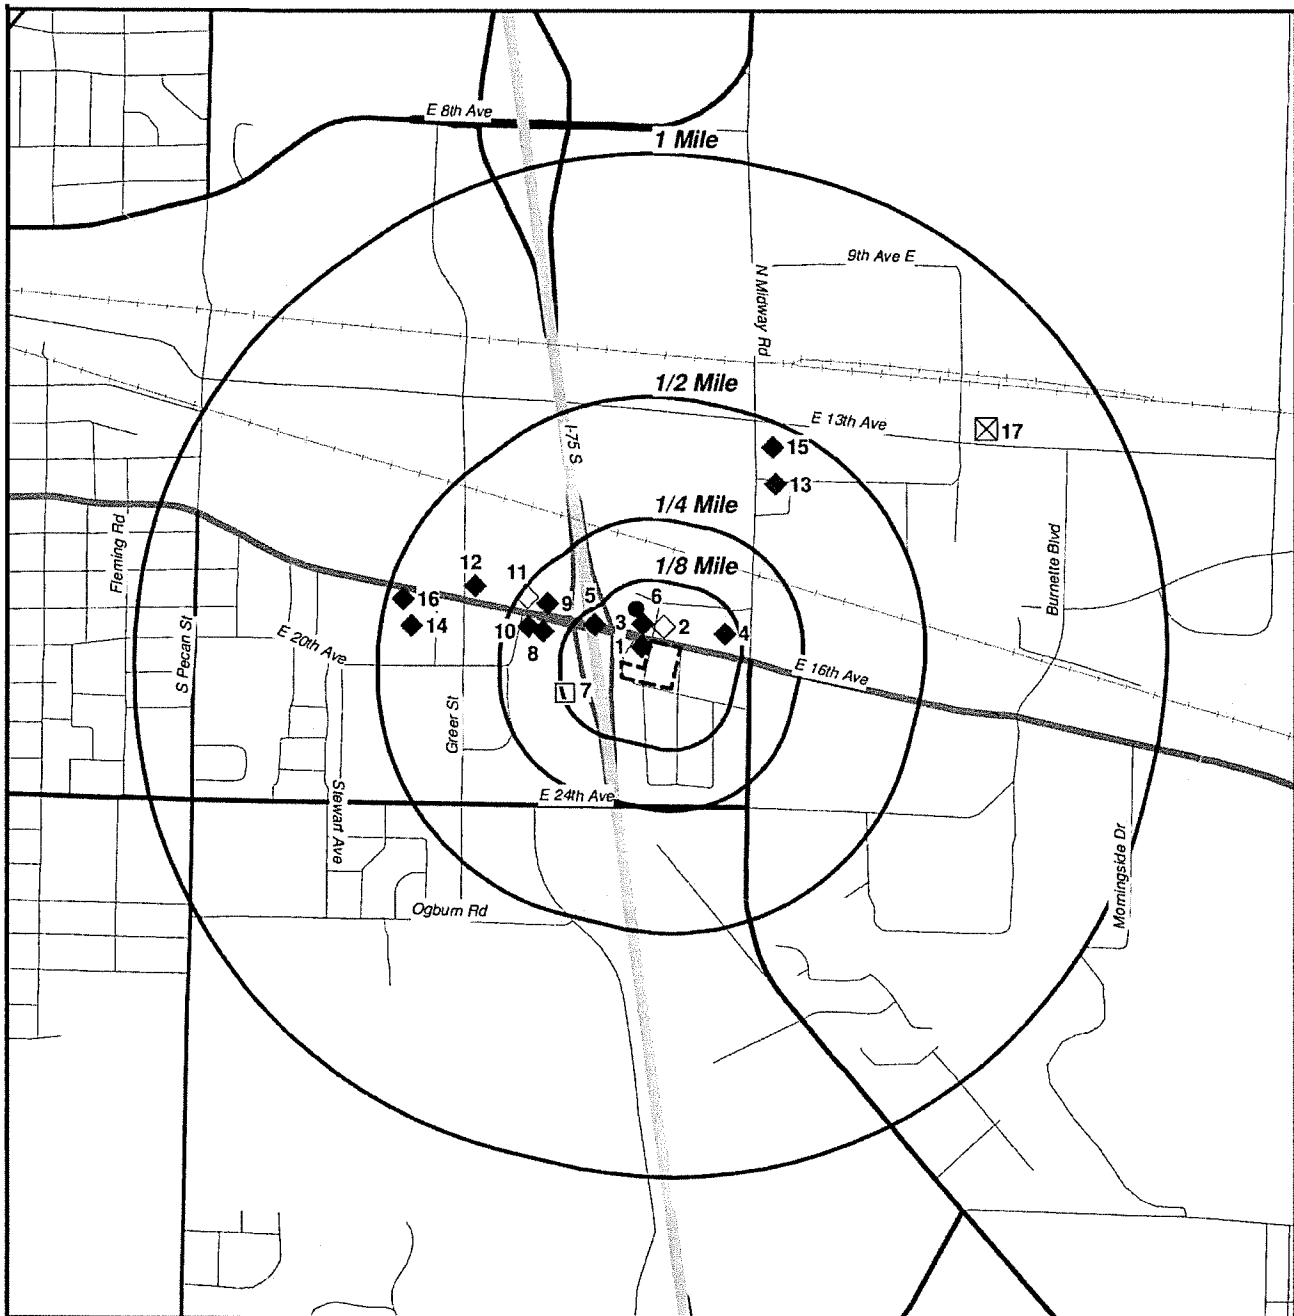 E 8th Ave
1 Mile
9th Ave E
N Midway Rd
1/2 Mile
E 13th Ave
I-75 S
17
15
1/4 Mile
13
Fleming Rd
1/8 Mile
Burnette Blvd
12
11
16
9
5
6
14
10
3
2
4
8
1
E 20th Ave
S Pecan St
E 16th Ave
7
Greer St
E 24th Ave
Stewart Ave
Morningside Dr
Ogburn Rd